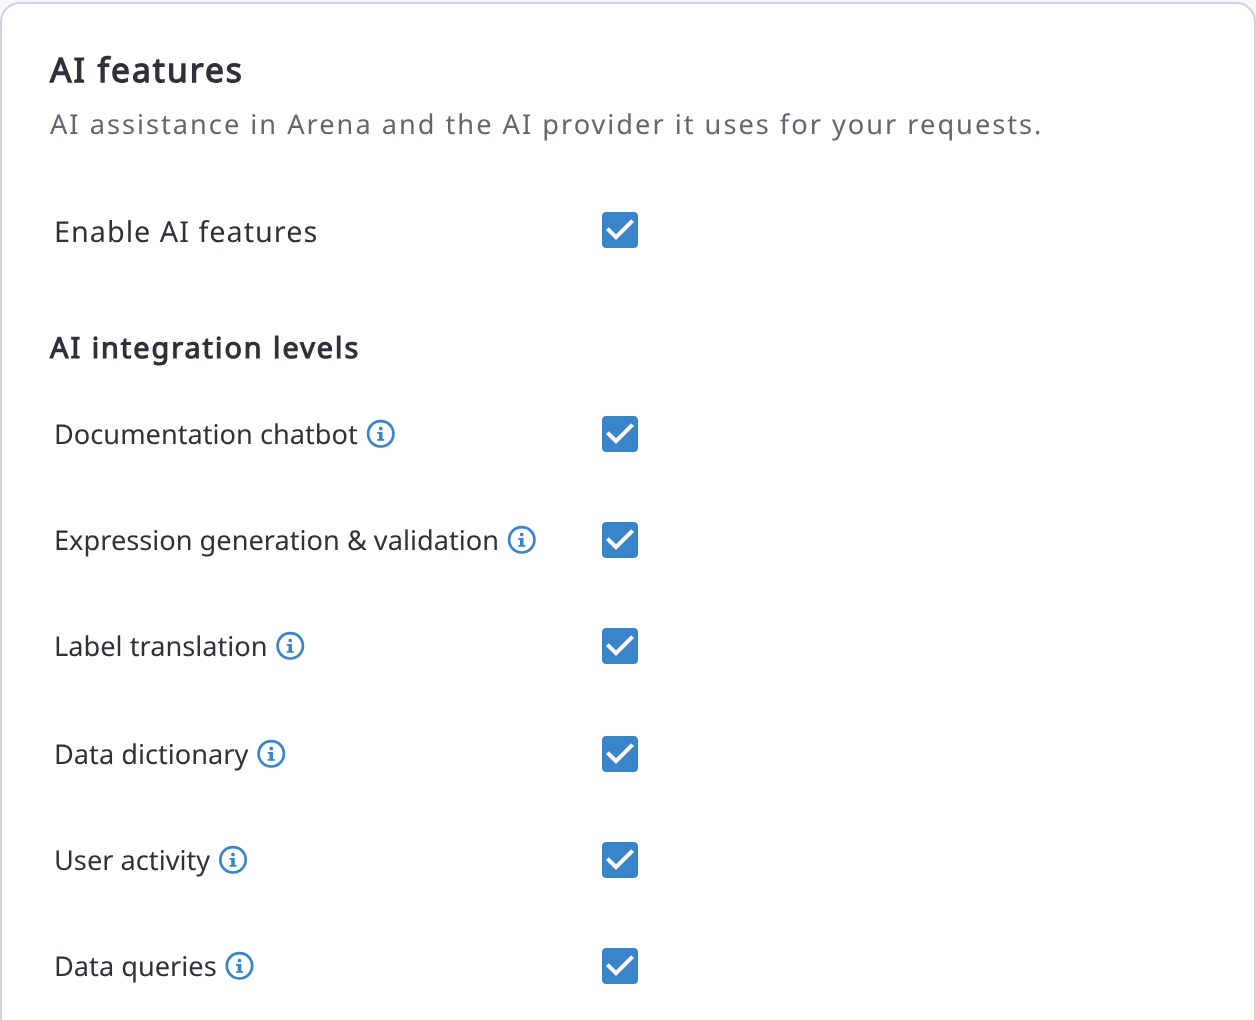 AI features
AI assistance in Arena and the AI provider it uses for your requests.
Enable AI features
AI integration levels
Documentation chatbot
Expression generation & validation
Label translation
Data dictionary
User activity
Data queries